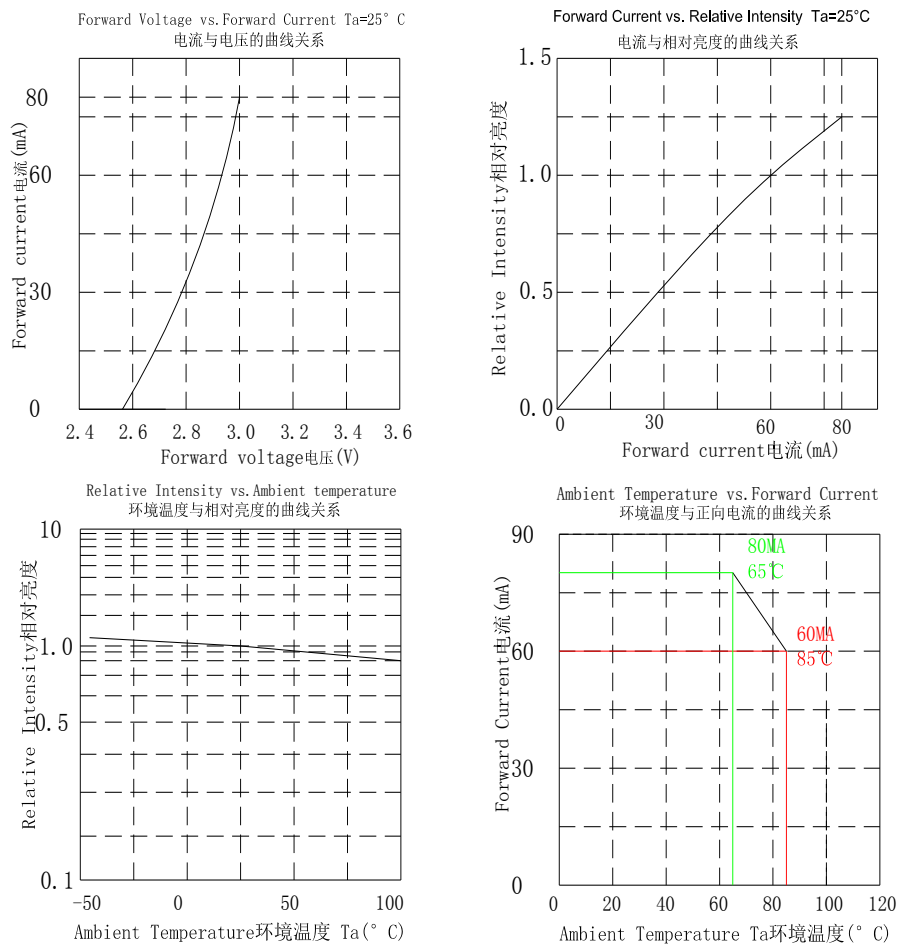 Forward Voltage vs.Forward Current Ta=25° C
电流与电压的曲线关系
Forward current电流(mA)
80
60
30
0
2.4 2.6 2.8 3.0 3.2 3.4 3.6
Forward voltage电压(V)
Forward Current vs. Relative Intensity Ta=25°C
电流与相对亮度的曲线关系
Relative Intensity相对亮度
1.5
1.0
0.5
0.0
0 30 60 80
Forward current电流(mA)
Relative Intensity vs.Ambient temperature
环境温度与相对亮度的曲线关系
Relative Intensity相对亮度
10
1.0
0.5
0.1
-50 0 50 100
Ambient Temperature环境温度 Ta(° C)
Ambient Temperature vs.Forward Current
环境温度与正向电流的曲线关系
Forward Current电流(mA)
90
60
30
0
80MA
65℃
60MA
85℃
0 20 40 60 80 100 120
Ambient Temperature Ta环境温度(° C)